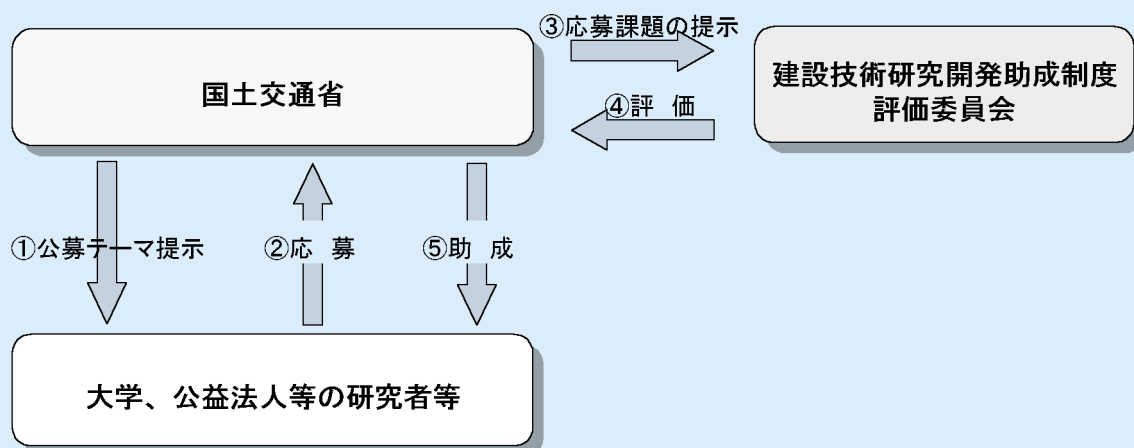 ③応募課題の提示
国土交通省
建設技術研究開発助成制度
評価委員会
④評 価
①公募テーマ提示
②応 募
⑤助 成
大学、公益法人等の研究者等